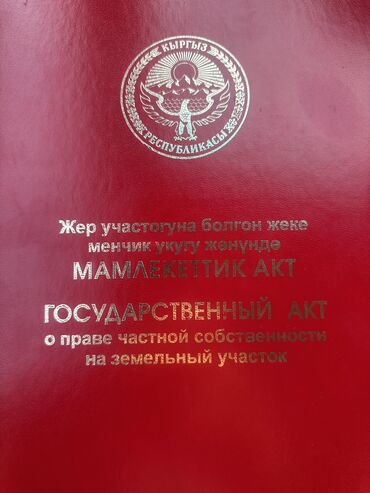 КЫРГЫЗ
РЕСПУБЛИКАСЫ
Жер участогуна болгон жеке
менчик укугу жөнүндө
МАМЛЕКЕТТИК АКТ
ГОСУДАРСТВЕННЫЙ АКТ
о праве частной собственности
на земельный участок